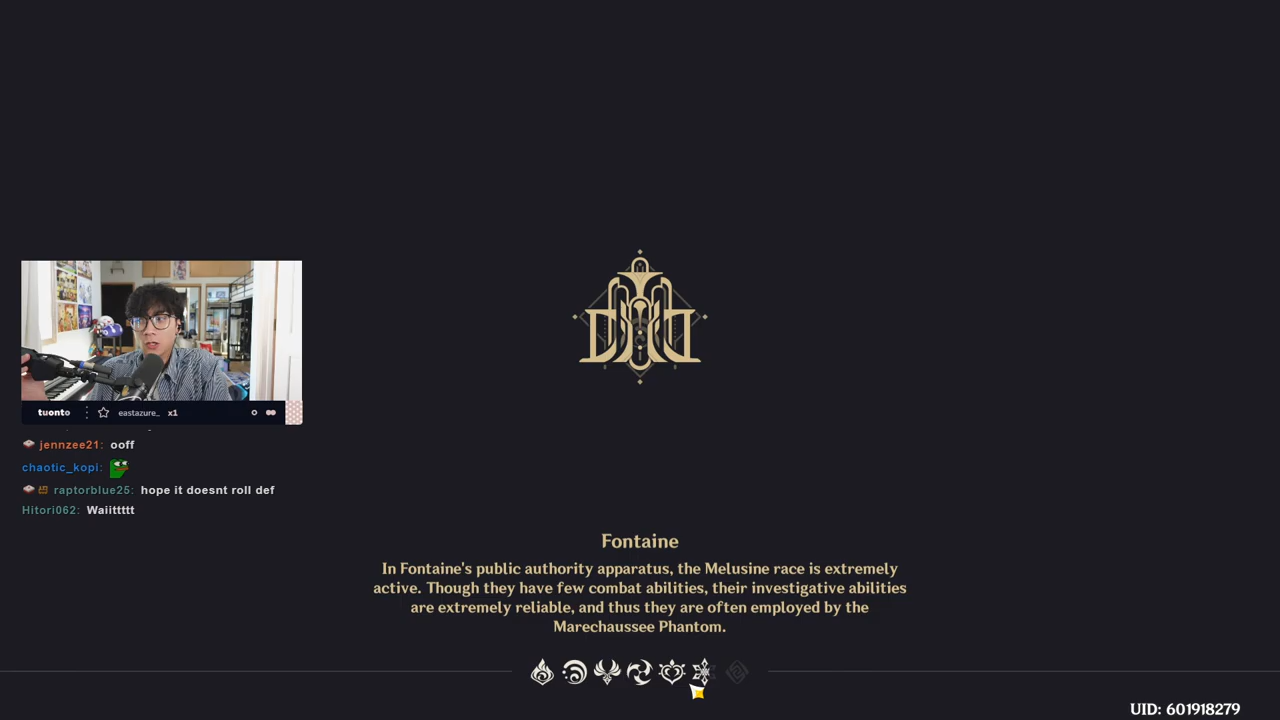 tuonto
eastazure_ x1
jennzee21: ooff
chaotic_kopi:
raptorblue25: hope it doesnt roll def
Hitori062: Waiittttt
Fontaine
In Fontaine's public authority apparatus, the Melusine race is extremely
active. Though they have few combat abilities, their investigative abilities
are extremely reliable, and thus they are often employed by the
Marechaussee Phantom.
UID: 601918279